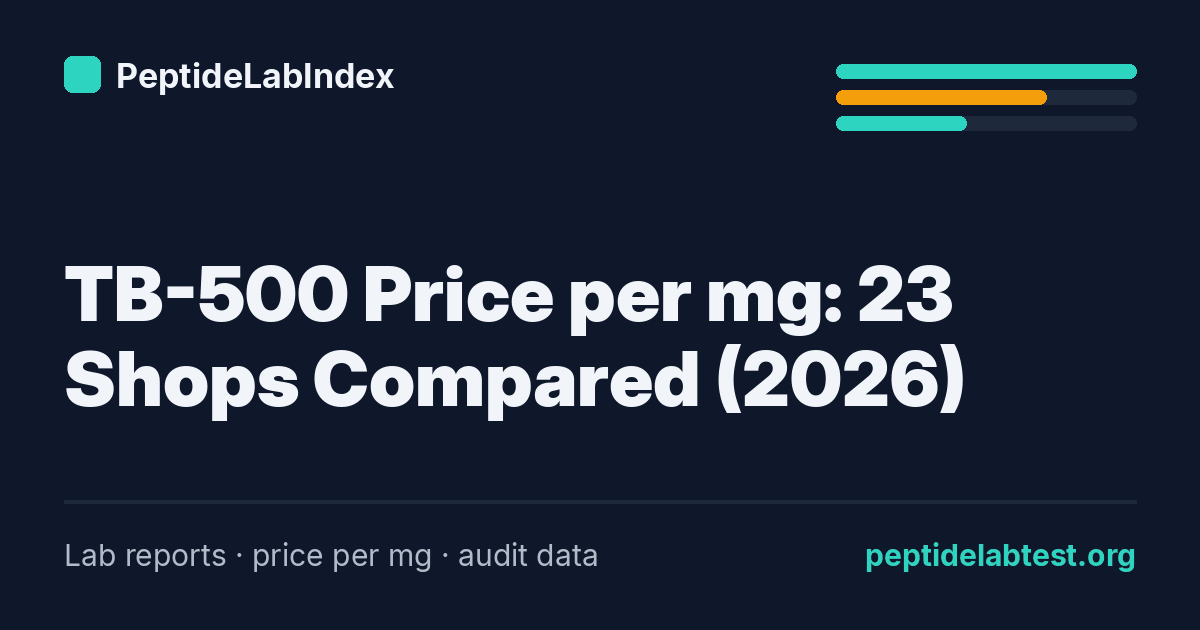 PeptideLabIndex
TB-500 Price per mg: 23
Shops Compared (2026)
Lab reports · price per mg · audit data
peptidelabtest.org